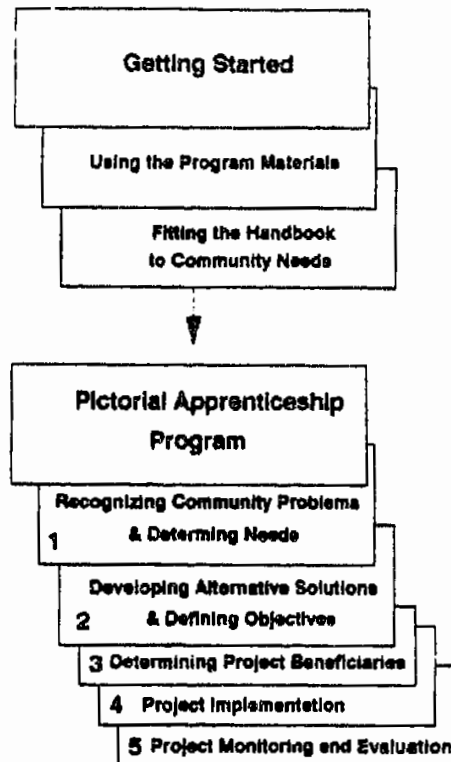 Getting Started
Using the Program Materials
Fitting the Handbook
to Community Needs
Pictorial Apprenticeship
Program
Recognizing Community Problems
1 & Determing Needs
Developing Alternative Solutions
2 & Defining Objectives
3 Determining Project Beneficiaries
4 Project Implementation
5 Project Monitoring and Evaluation